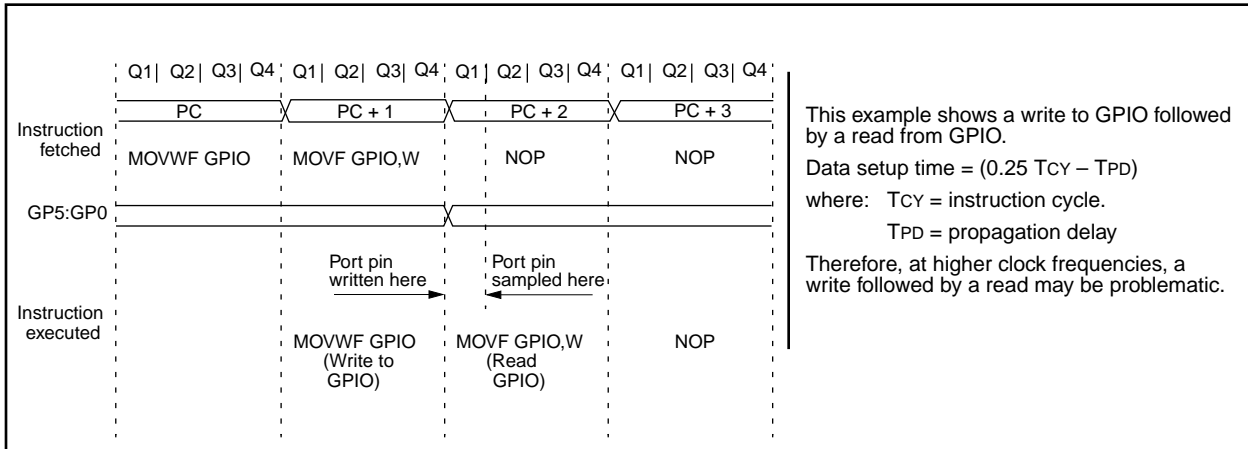 Q1| Q2| Q3| Q4 Q1| Q2| Q3| Q4 Q1| Q2| Q3| Q4 Q1| Q2| Q3| Q4
PC PC + 1 PC + 2 PC + 3
Instruction
fetched
MOVWF GPIO MOVF GPIO,W NOP NOP
GP5:GP0
Port pin
written here
Port pin
sampled here
Instruction
executed
MOVWF GPIO
(Write to
GPIO)
MOVF GPIO,W
(Read
GPIO)
NOP
This example shows a write to GPIO followed
by a read from GPIO.
Data setup time = (0.25 TCY – TPD)
where: TCY = instruction cycle.
TPD = propagation delay
Therefore, at higher clock frequencies, a
write followed by a read may be problematic.